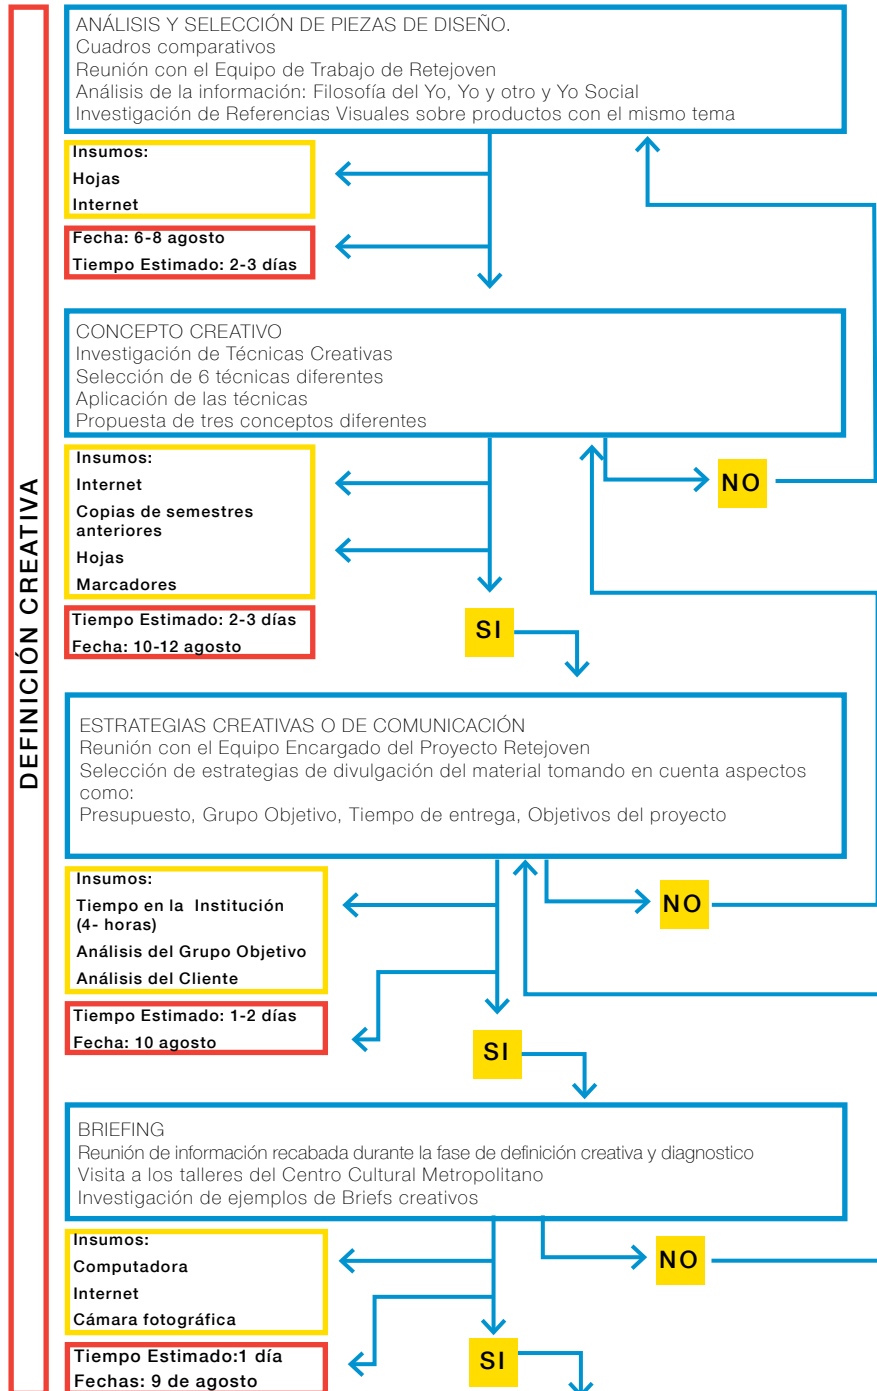 DEFINICIÓN CREATIVA
ANÁLISIS Y SELECCIÓN DE PIEZAS DE DISEÑO.
Cuadros comparativos
Reunión con el Equipo de Trabajo de Retejoven
Análisis de la información: Filosofía del Yo, Yo y otro y Yo Social
Investigación de Referencias Visuales sobre productos con el mismo tema
Insumos:
Hojas
Internet
Fecha: 6-8 agosto
Tiempo Estimado: 2-3 días
CONCEPTO CREATIVO
Investigación de Técnicas Creativas
Selección de 6 técnicas diferentes
Aplicación de las técnicas
Propuesta de tres conceptos diferentes
Insumos:
Internet
Copias de semestres
anteriores
Hojas
Marcadores
NO
Tiempo Estimado: 2-3 días
Fecha: 10-12 agosto
SI
ESTRATEGIAS CREATIVAS O DE COMUNICACIÓN
Reunión con el Equipo Encargado del Proyecto Retejoven
Selección de estrategias de divulgación del material tomando en cuenta aspectos
como:
Presupuesto, Grupo Objetivo, Tiempo de entrega, Objetivos del proyecto
Insumos:
Tiempo en la Institución
(4- horas)
Análisis del Grupo Objetivo
Análisis del Cliente
NO
Tiempo Estimado: 1-2 días
Fecha: 10 agosto
SI
BRIEFING
Reunión de información recabada durante la fase de definición creativa y diagnostico
Visita a los talleres del Centro Cultural Metropolitano
Investigación de ejemplos de Briefs creativos
Insumos:
Computadora
Internet
Cámara fotográfica
NO
Tiempo Estimado:1 día
Fechas: 9 de agosto
SI